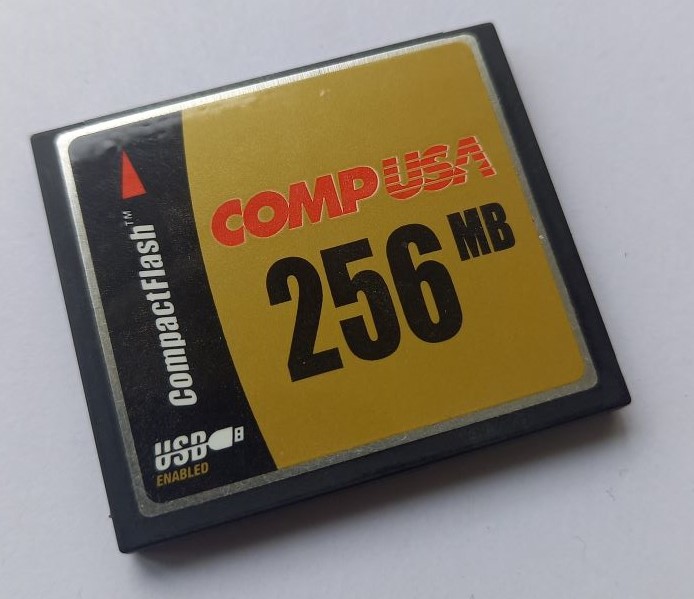 COMPUSA
256 MB
CompactFlash™
USB
ENABLED